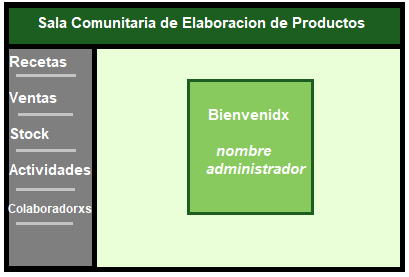 Sala Comunitaria de Elaboracion de Productos
Recetas
Ventas
Stock
Actividades
Colaboradorxs
Bienvenidx
nombre
administrador